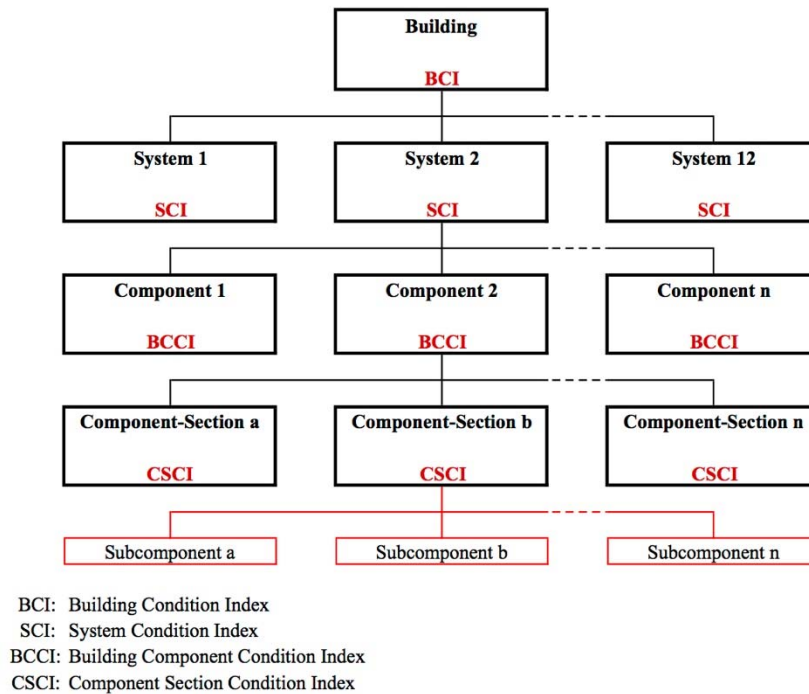 Building
BCI
System 1
SCI
System 2
SCI
System 12
SCI
Component 1
BCCI
Component 2
BCCI
Component n
BCCI
Component-Section a
CSCI
Component-Section b
CSCI
Component-Section n
CSCI
Subcomponent a
Subcomponent b
Subcomponent n
BCI: Building Condition Index
SCI: System Condition Index
BCCI: Building Component Condition Index
CSCI: Component Section Condition Index